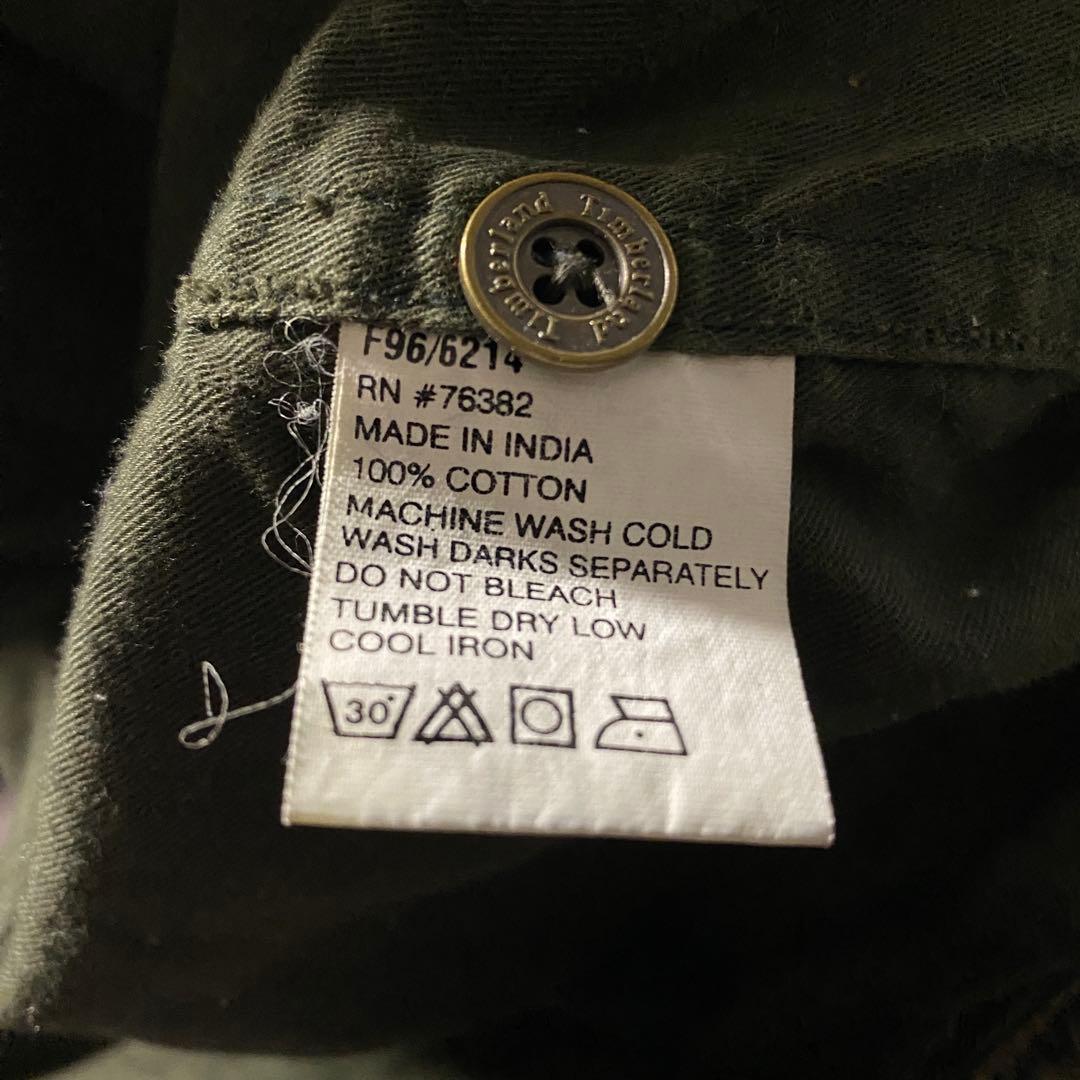 Timberland Timberland
F96/6214
RN #76382
MADE IN INDIA
100% COTTON
MACHINE WASH COLD
WASH DARKS SEPARATELY
DO NOT BLEACH
TUMBLE DRY LOW
COOL IRON
30°